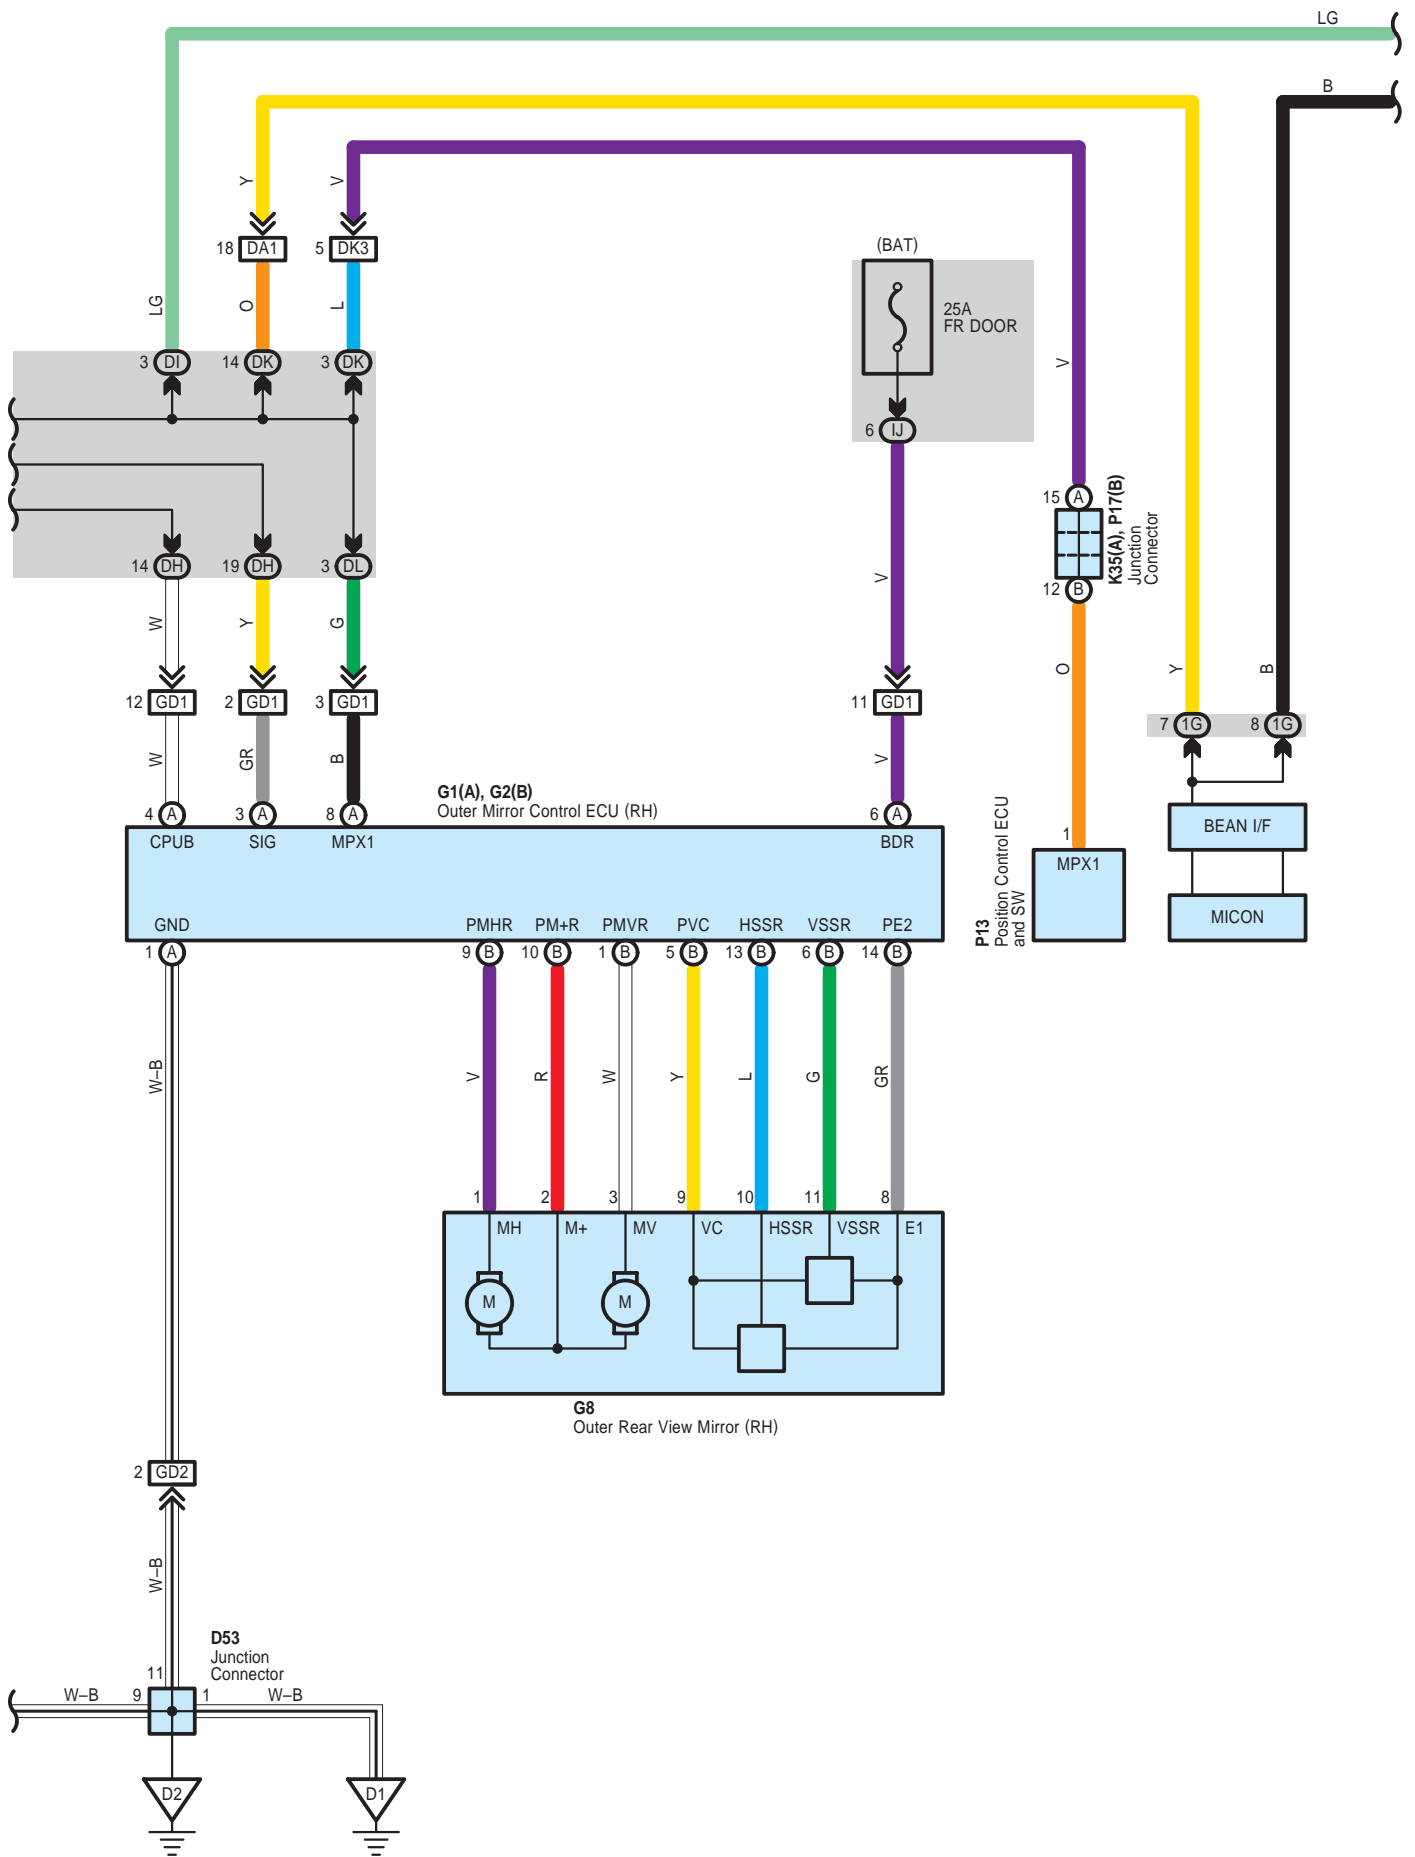 LG
B
Y
V
18 DA1
5 DK3
(BAT)
LG
O
L
25A
FR DOOR
V
3 DI
14 DK
3 DK
6 IJ
15 A
K35(A), P17(B)
Junction
Connector
14 DH
19 DH
3 DL
12 B
V
W
Y
G
O
Y
B
12 GD1
2 GD1
3 GD1
11 GD1
7 1G
8 1G
W
GR
B
V
G1(A), G2(B)
Outer Mirror Control ECU (RH)
4 A
3 A
8 A
6 A
CPUB
SIG
MPX1
BDR
1
MPX1
P13
Position Control ECU
and SW
BEAN I/F
MICON
GND
PMHR
PM+R
PMVR
PVC
HSSR
VSSR
PE2
1 A
9 B
10 B
1 B
5 B
13 B
6 B
14 B
W–B
V
R
W
Y
L
G
GR
1
2
3
9
10
11
8
MH
M+
MV
VC
HSSR
VSSR
E1
M
M
G8
Outer Rear View Mirror (RH)
2 GD2
W–B
D53
Junction
Connector
11
W–B
9
1
W–B
D2
D1